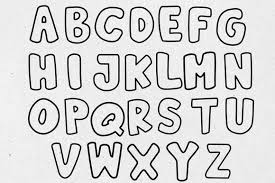 ABCDEFG
HIJKLMN
OPQRSTU
VWXYZ